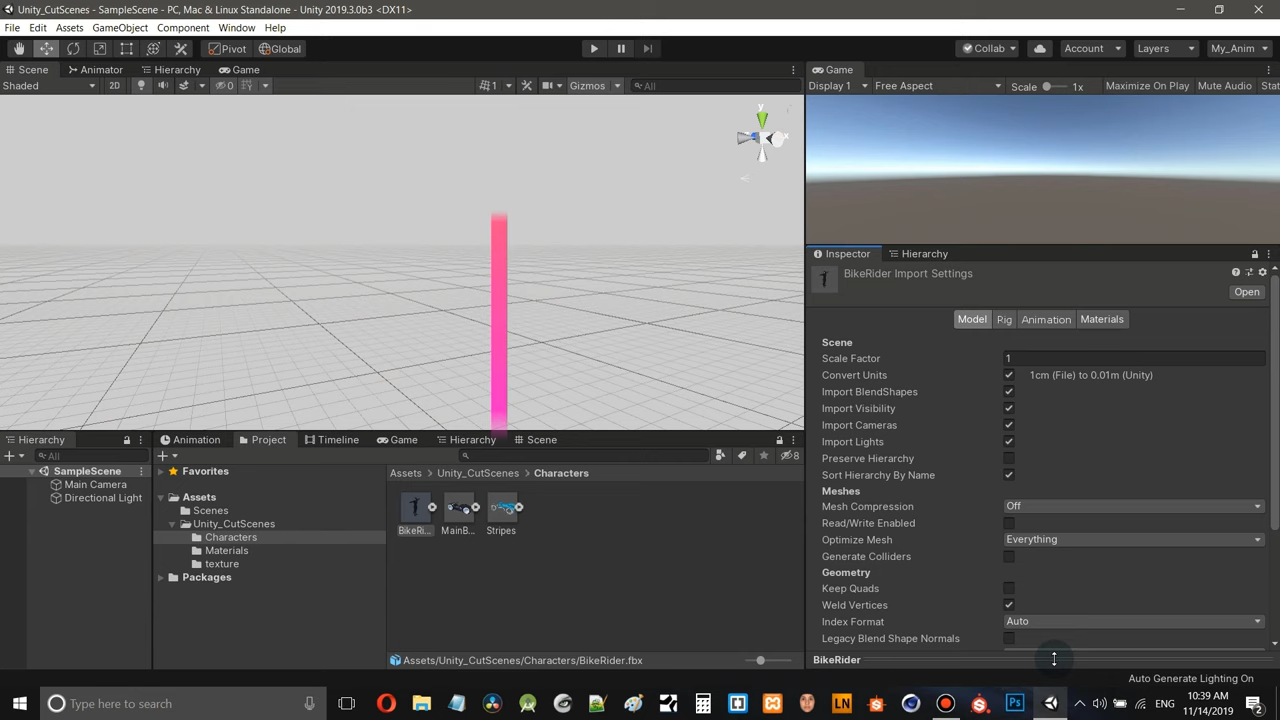 Unity_CutScenes - SampleScene - PC, Mac & Linux Standalone - Unity 2019.3.0b3 <DX11>
File Edit Assets GameObject Component Window Help
Pivot Global Collab Account Layers My_Anim
Scene Animator Hierarchy Game
Shaded 2D 0 1 Gizmos All
y
x
Game
Display 1 Free Aspect Scale 1x Maximize On Play Mute Audio Stat
Inspector Hierarchy
BikeRider Import Settings
Open
Model Rig Animation Materials
Scene
Scale Factor 1
Convert Units 1cm (File) to 0.01m (Unity)
Import BlendShapes
Import Visibility
Import Cameras
Import Lights
Preserve Hierarchy
Sort Hierarchy By Name
Meshes
Mesh Compression Off
Read/Write Enabled
Optimize Mesh Everything
Generate Colliders
Geometry
Keep Quads
Weld Vertices
Index Format Auto
Legacy Blend Shape Normals
BikeRider
Auto Generate Lighting On
Hierarchy
All
SampleScene
Main Camera
Directional Light
Animation Project Timeline Game Hierarchy Scene
8
Favorites
Assets
Scenes
Unity_CutScenes
Characters
Materials
texture
Packages
Assets Unity_CutScenes Characters
BikeRi... MainB... Stripes
Assets/Unity_CutScenes/Characters/BikeRider.fbx
Type here to search
LN
Ps
ENG
10:39 AM
11/14/2019
2